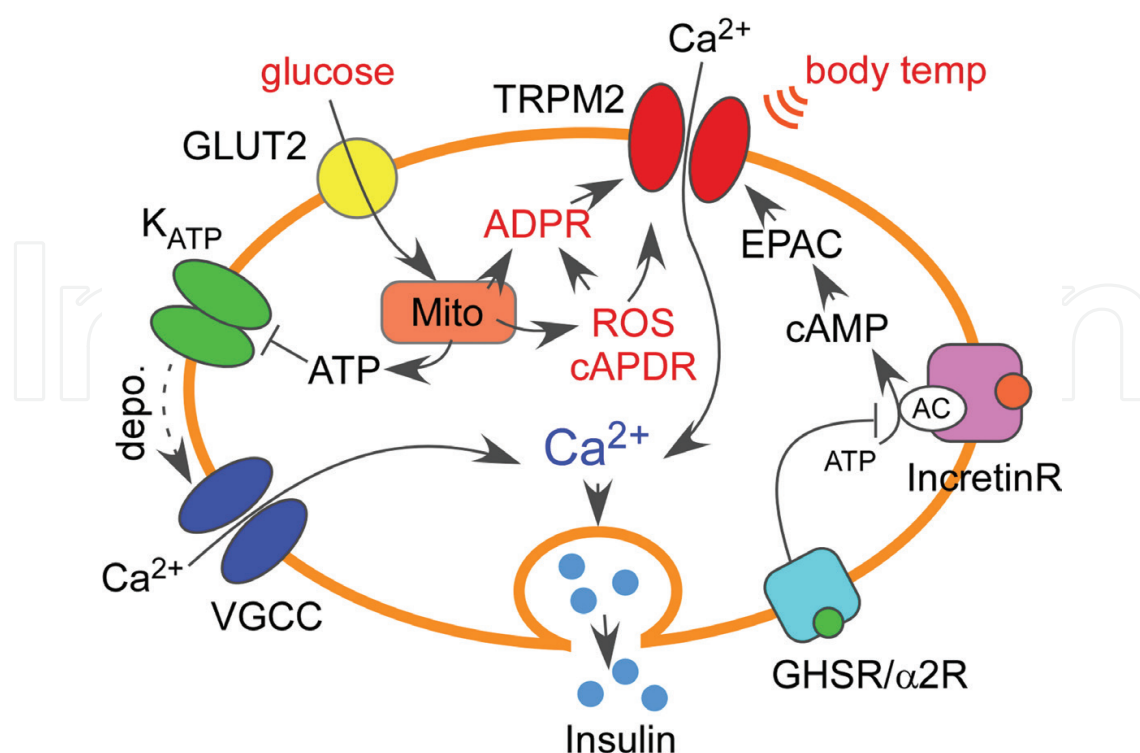 Ca2+
glucose
body temp
TRPM2
GLUT2
KATP
ADPR
EPAC
Mito
ROS
cAPDR
cAMP
ATP
depo.
AC
Ca2+
ATP
IncretinR
Ca2+
VGCC
GHSR/α2R
Insulin